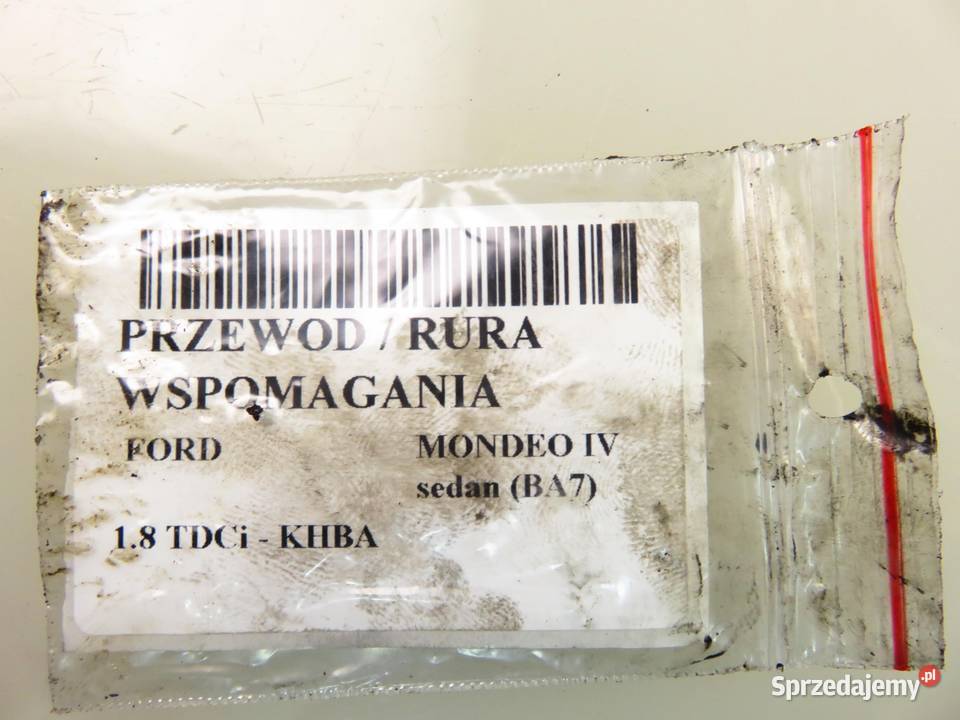 PRZEWOD / RURA
WSPOMAGANIA
FORD MONDEO IV
sedan (BA7)
1.8 TDCi - KHBA
Sprzedajemy.pl